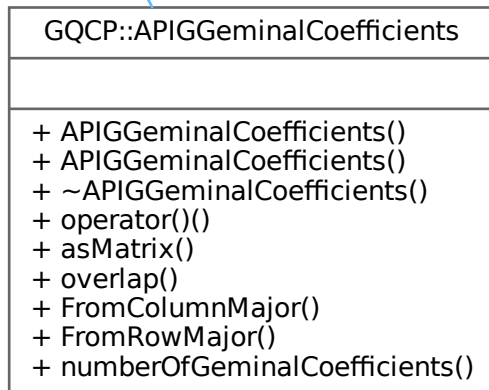 GQCP::APIGGeminalCoefficients
+ APIGGeminalCoefficients()
+ APIGGeminalCoefficients()
+ ~APIGGeminalCoefficients()
+ operator()()
+ asMatrix()
+ overlap()
+ FromColumnMajor()
+ FromRowMajor()
+ numberOfGeminalCoefficients()